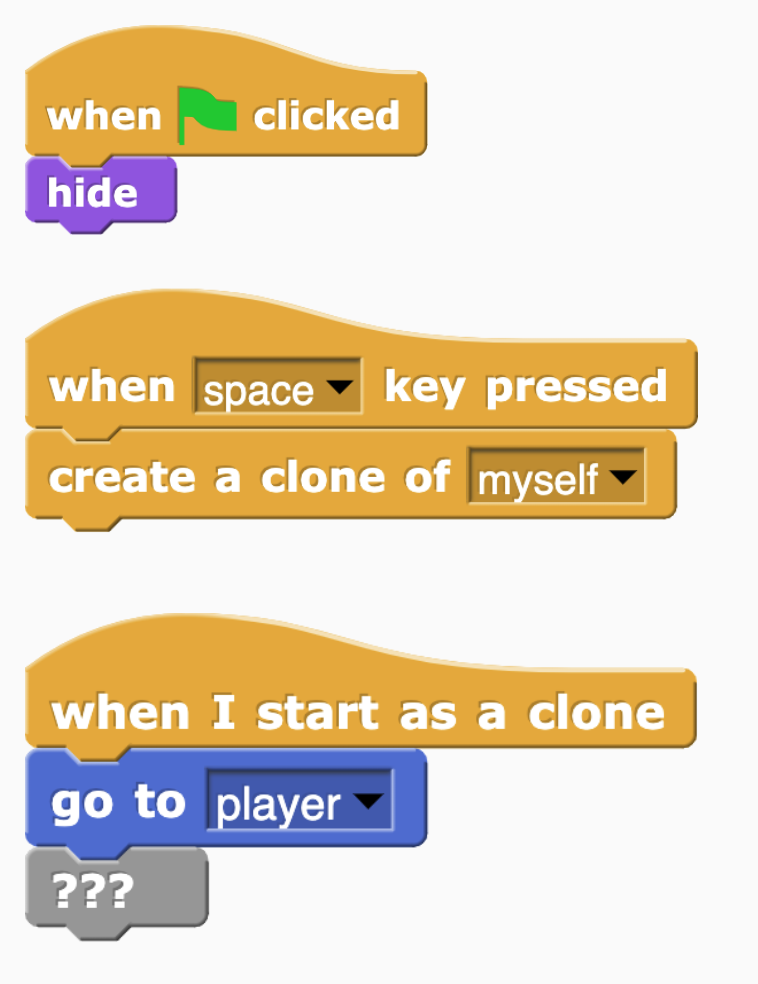 when clicked
hide
when space key pressed
create a clone of myself
when I start as a clone
go to player
???